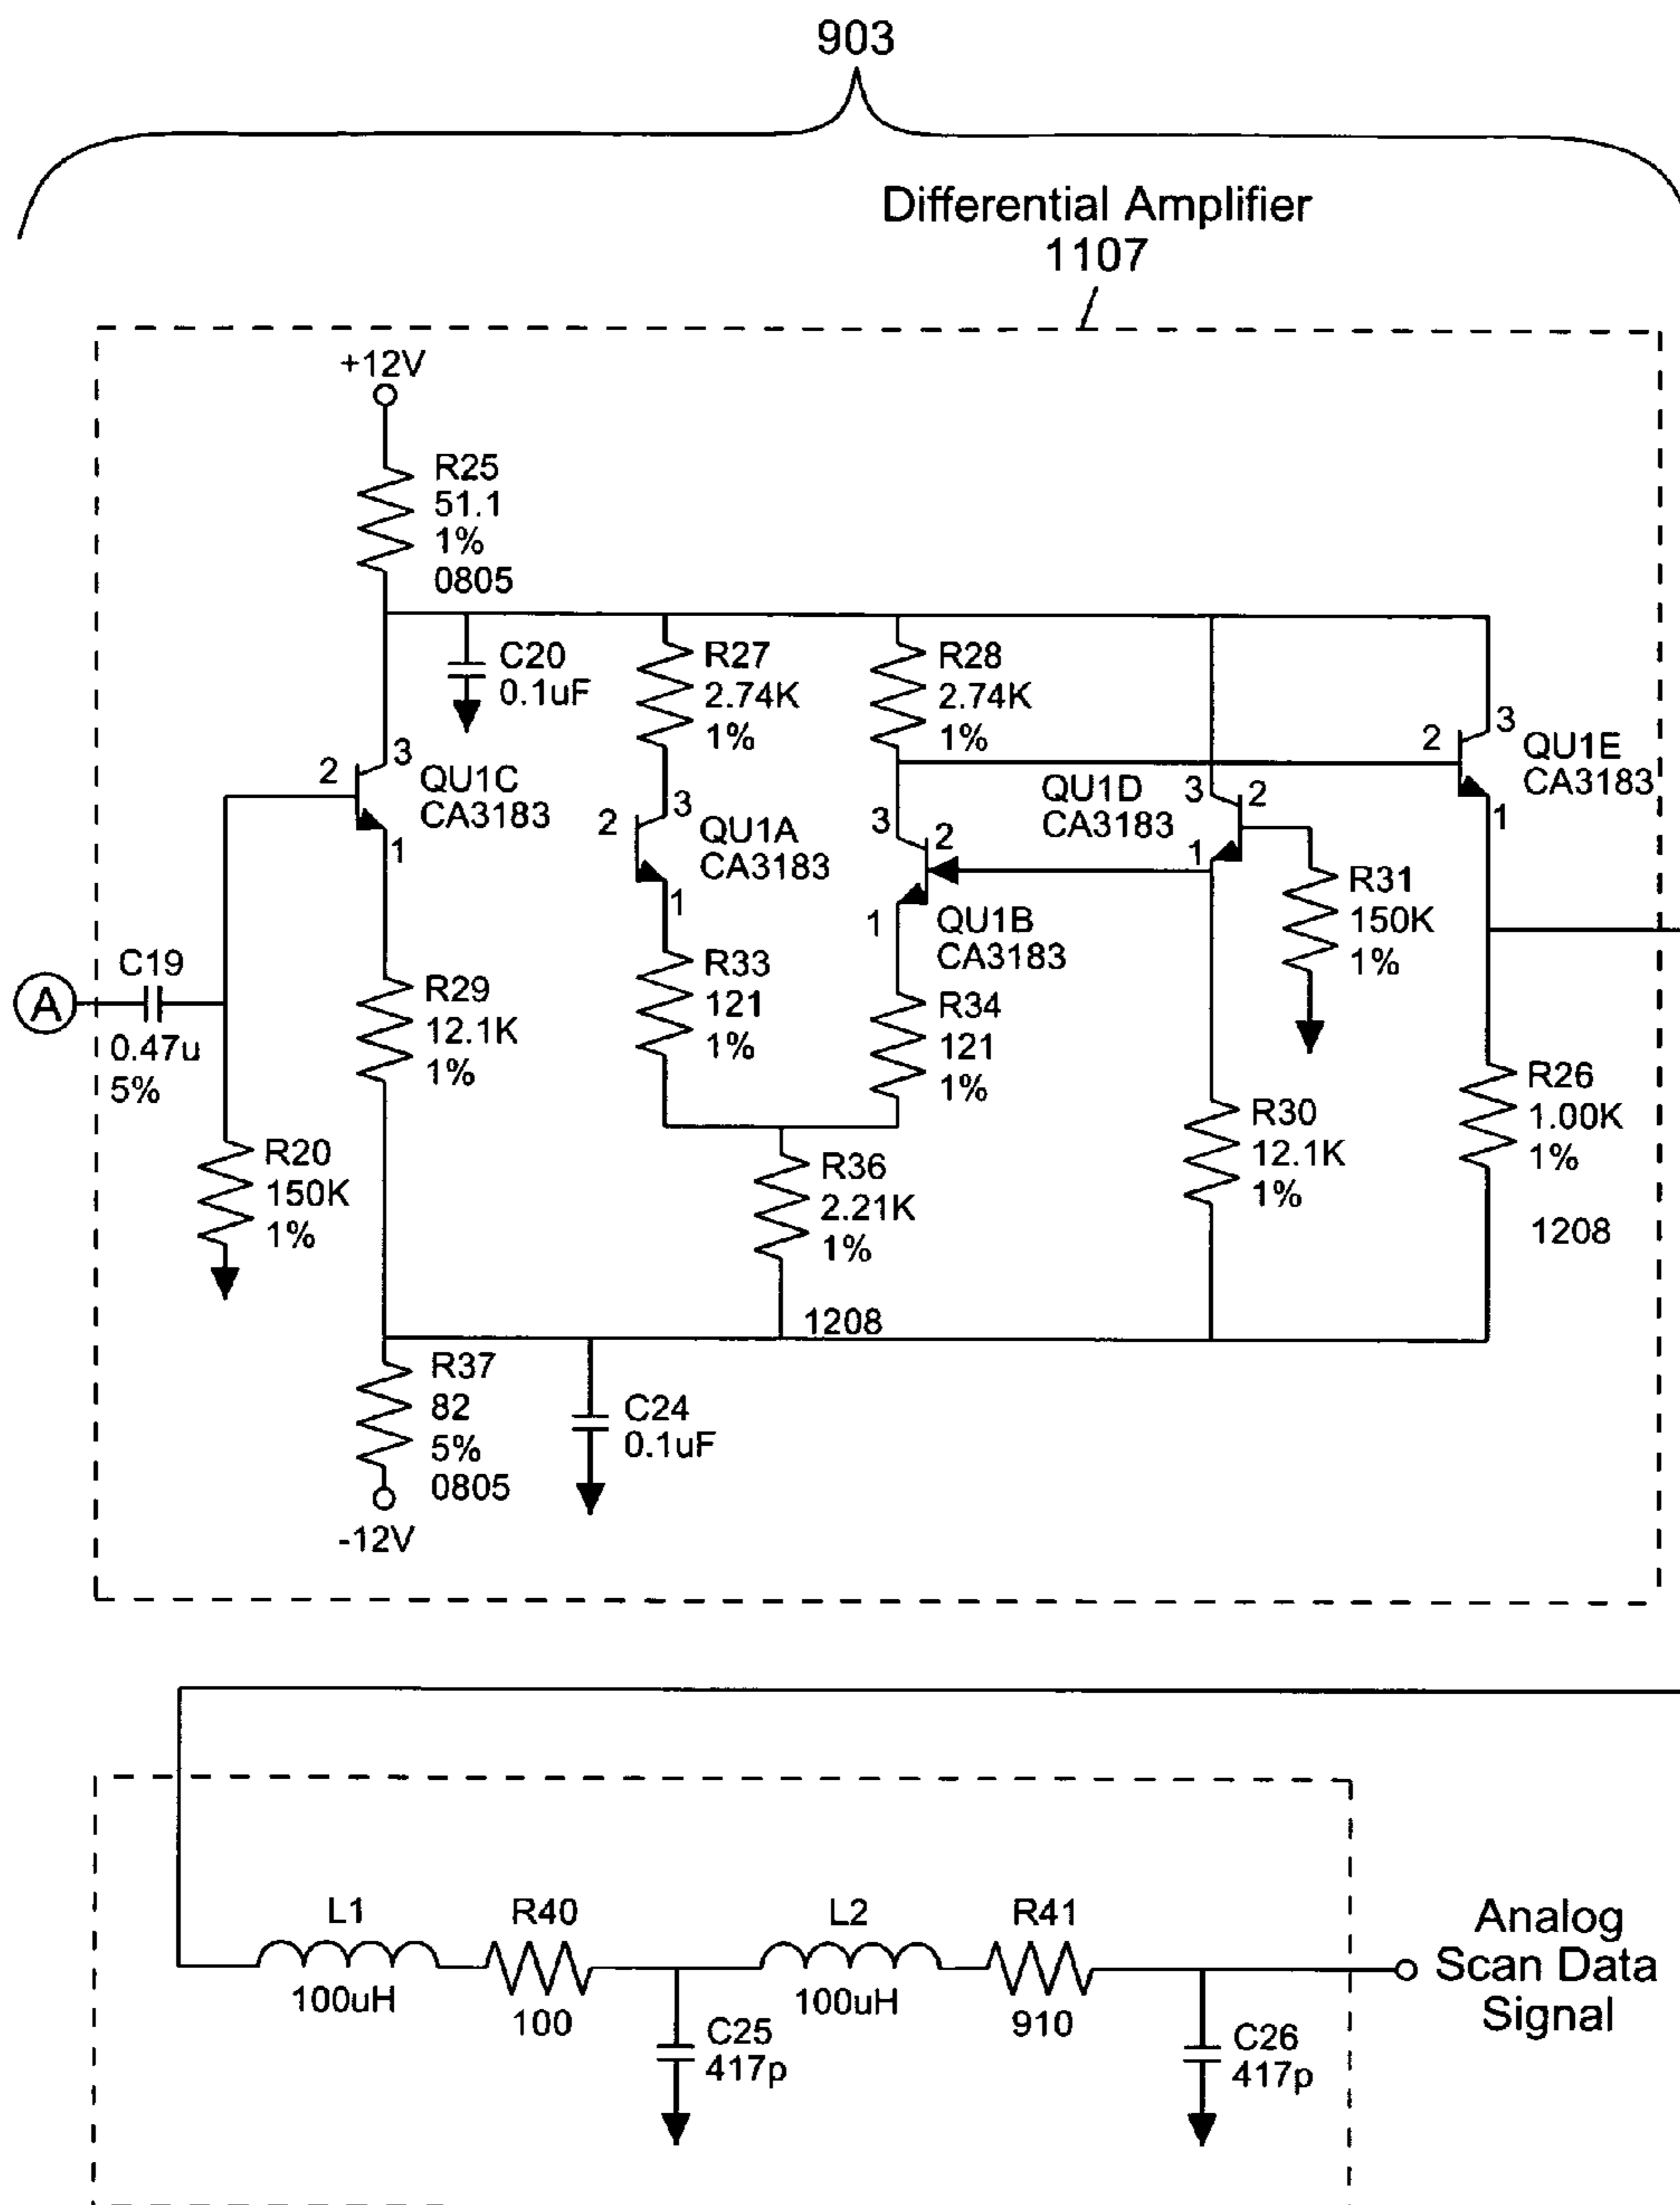 903
Differential Amplifier
1107
+12V
R25
51.1
1%
0805
C20
0.1uF
R27
2.74K
1%
R28
2.74K
1%
2
3
QU1C
CA3183
1
2
3
QU1A
CA3183
1
3
2
1
QU1B
CA3183
QU1D
CA3183
3
2
1
2
3
QU1E
CA3183
1
R31
150K
1%
A
C19
0.47u
5%
R29
12.1K
1%
R33
121
1%
R34
121
1%
R20
150K
1%
R36
2.21K
1%
1208
R30
12.1K
1%
R26
1.00K
1%
1208
R37
82
5%
0805
-12V
C24
0.1uF
L1
100uH
R40
100
C25
417p
L2
100uH
R41
910
C26
417p
Analog
Scan Data
Signal